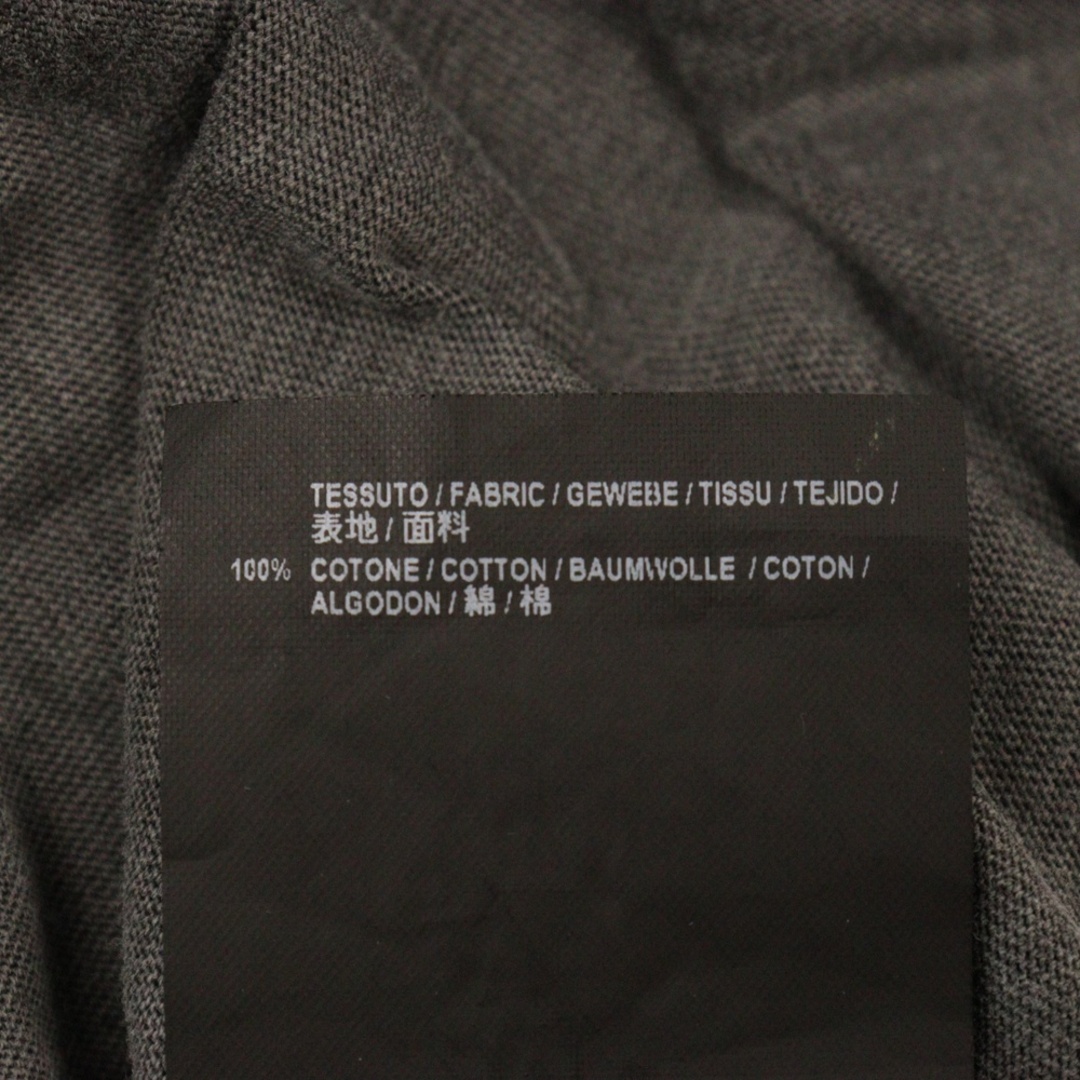 TESSUTO / FABRIC / GEWEBE / TISSU / TEJIDO /
表地 / 面料
100% COTONE / COTTON / BAUMWOLLE / COTON /
ALGODON / 綿 / 棉